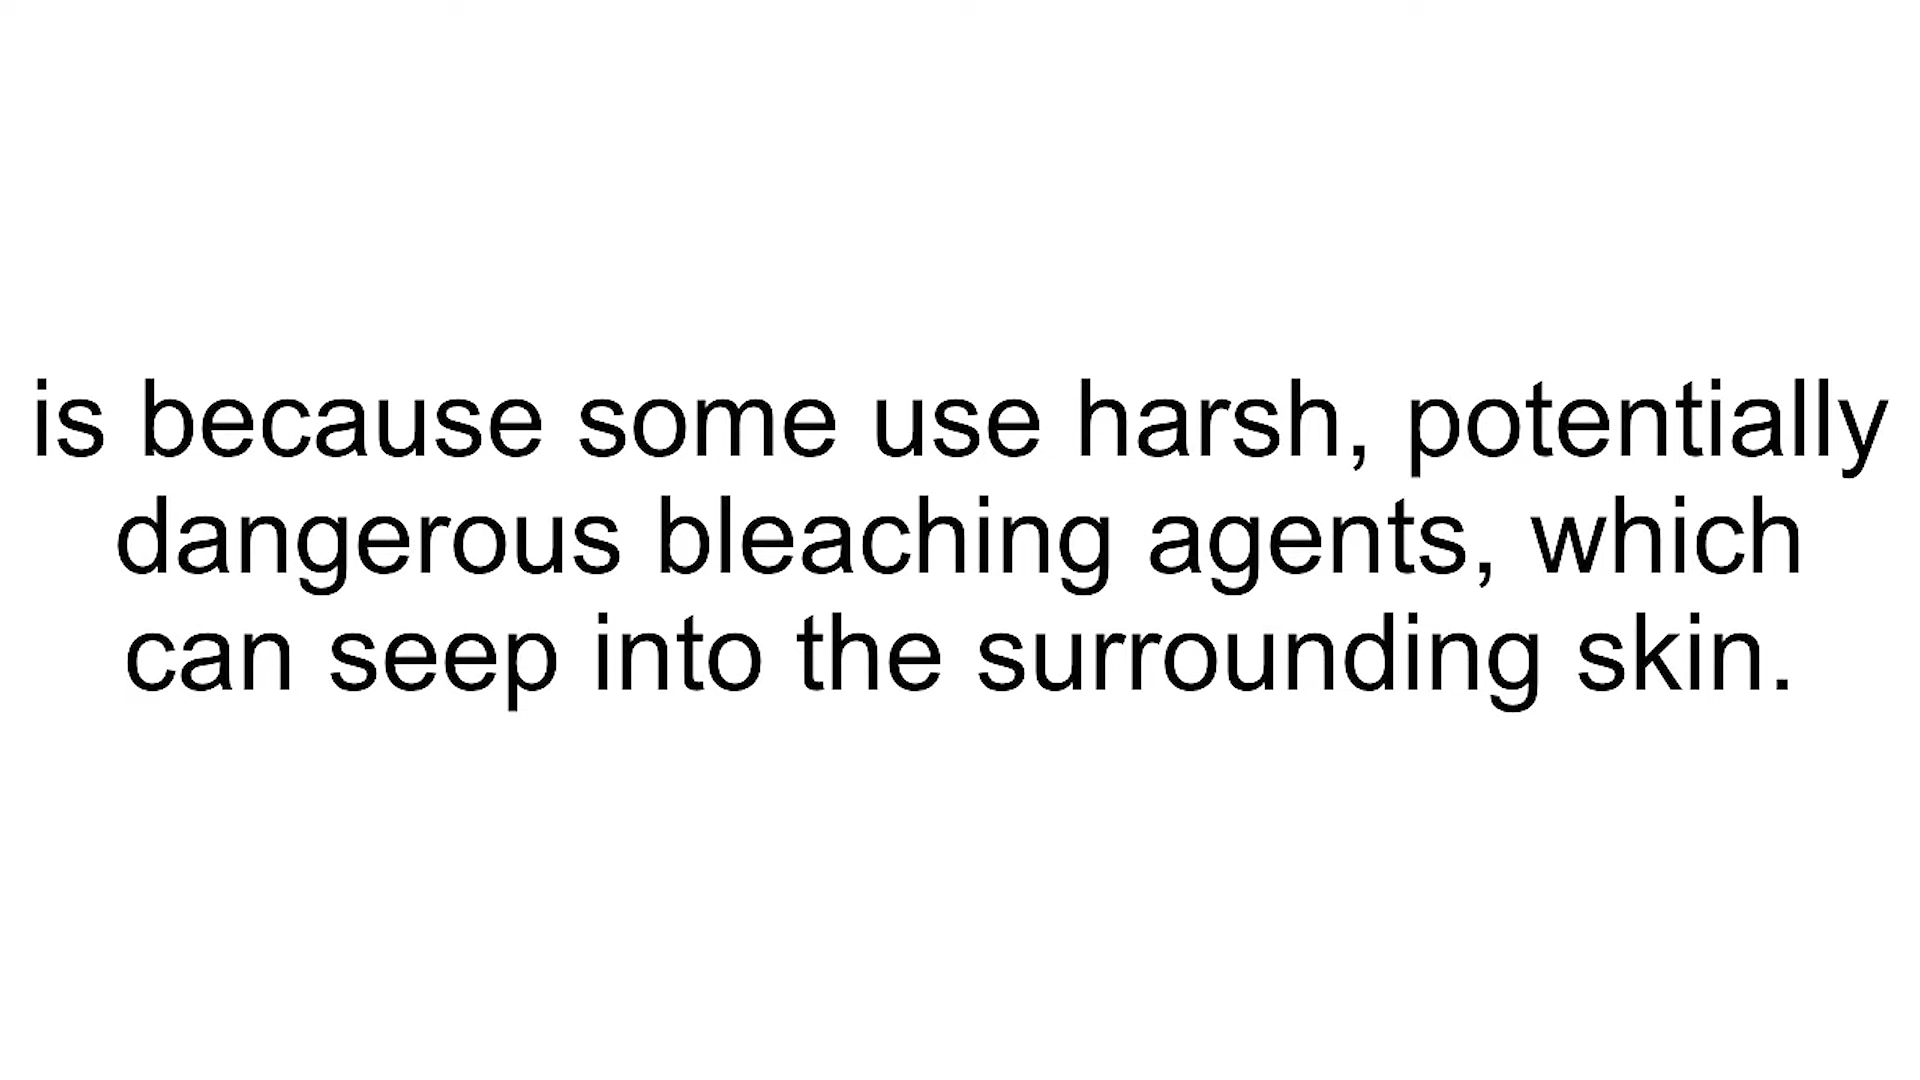 is because some use harsh, potentially
dangerous bleaching agents, which
can seep into the surrounding skin.